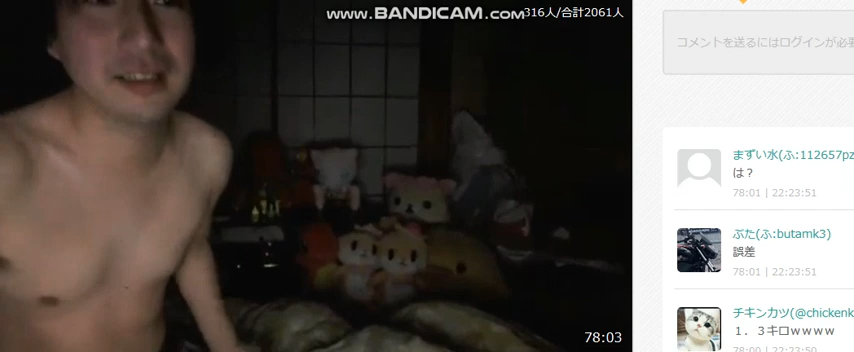 www.BANDICAM.com
316人/合計2061人
コメントを送るにはログインが必要
まずい水(ふ:112657pz
は？
78:01 | 22:23:51
ぶた(ふ:butamk3)
誤差
78:01 | 22:23:51
チキンカツ(@chickenk
１．３キロｗｗｗｗ
78:00 | 22:23:50
78:03